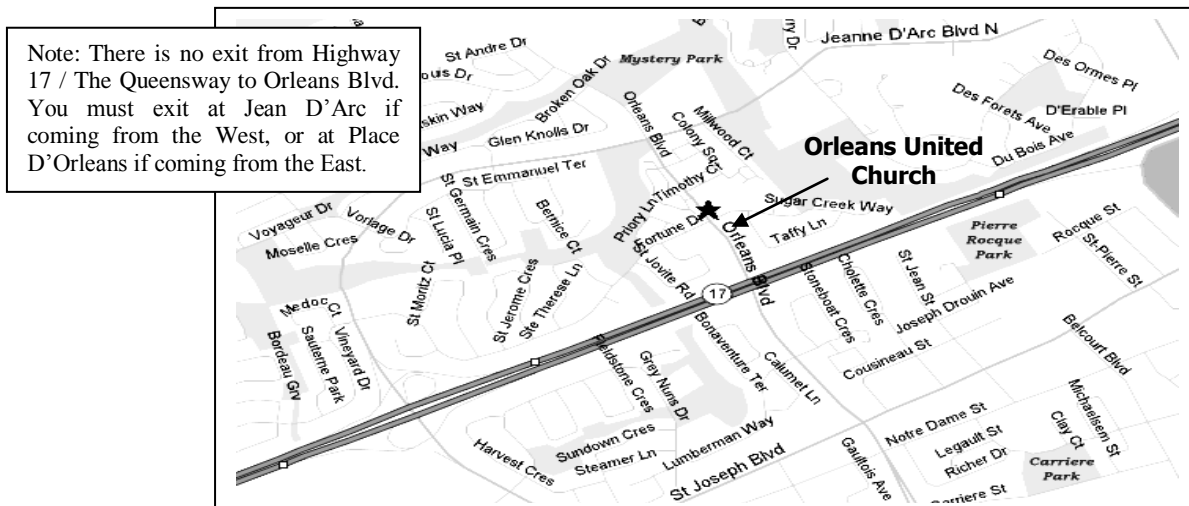 Note: There is no exit from Highway
17 / The Queensway to Orleans Blvd.
You must exit at Jean D'Arc if
coming from the West, or at Place
D'Orleans if coming from the East.
St Andre Dr
Mystery Park
Jeanne D'Arc Blvd N
Des Ormes Pl
Broken Oak Dr
Des Forets Ave
D'Erable Pl
Way
Glen Knolls Dr
Orleans Blvd
Colony Sq
Millwood Ct
Du Bois Ave
Orleans United
Church
St Emmanuel Ter
Timothy Ct
Priory Ln
Sugar Creek Way
Voyageur Dr
Vorlage Dr
St Germain Cres
St Lucia Pl
Bernice Ct
Fortune Dr
Taffy Ln
Pierre
Rocque
Park
Rocque St
St-Pierre St
Moselle Cres
St Moritz Ct
St Jerome Cres
Ste Therese Ln
St Jovite Rd
Orleans Blvd
17
Stoneboat Cres
Cholette Cres
St Jean St
Joseph Drouin Ave
Medoc Ct
Bordeau Grv
Sauterne Park
Vineyard Dr
Fieldstone Cres
Grey Nuns Dr
Bonaventure Ter
Calumet Ln
Cousineau St
Belcourt Blvd
Harvest Cres
Sundown Cres
Steamer Ln
Lumberman Way
St Joseph Blvd
Gaultois Ave
Notre Dame St
Legault St
Richer Dr
Clay Ct
Michaelsem St
Carriere
Park
Carriere St